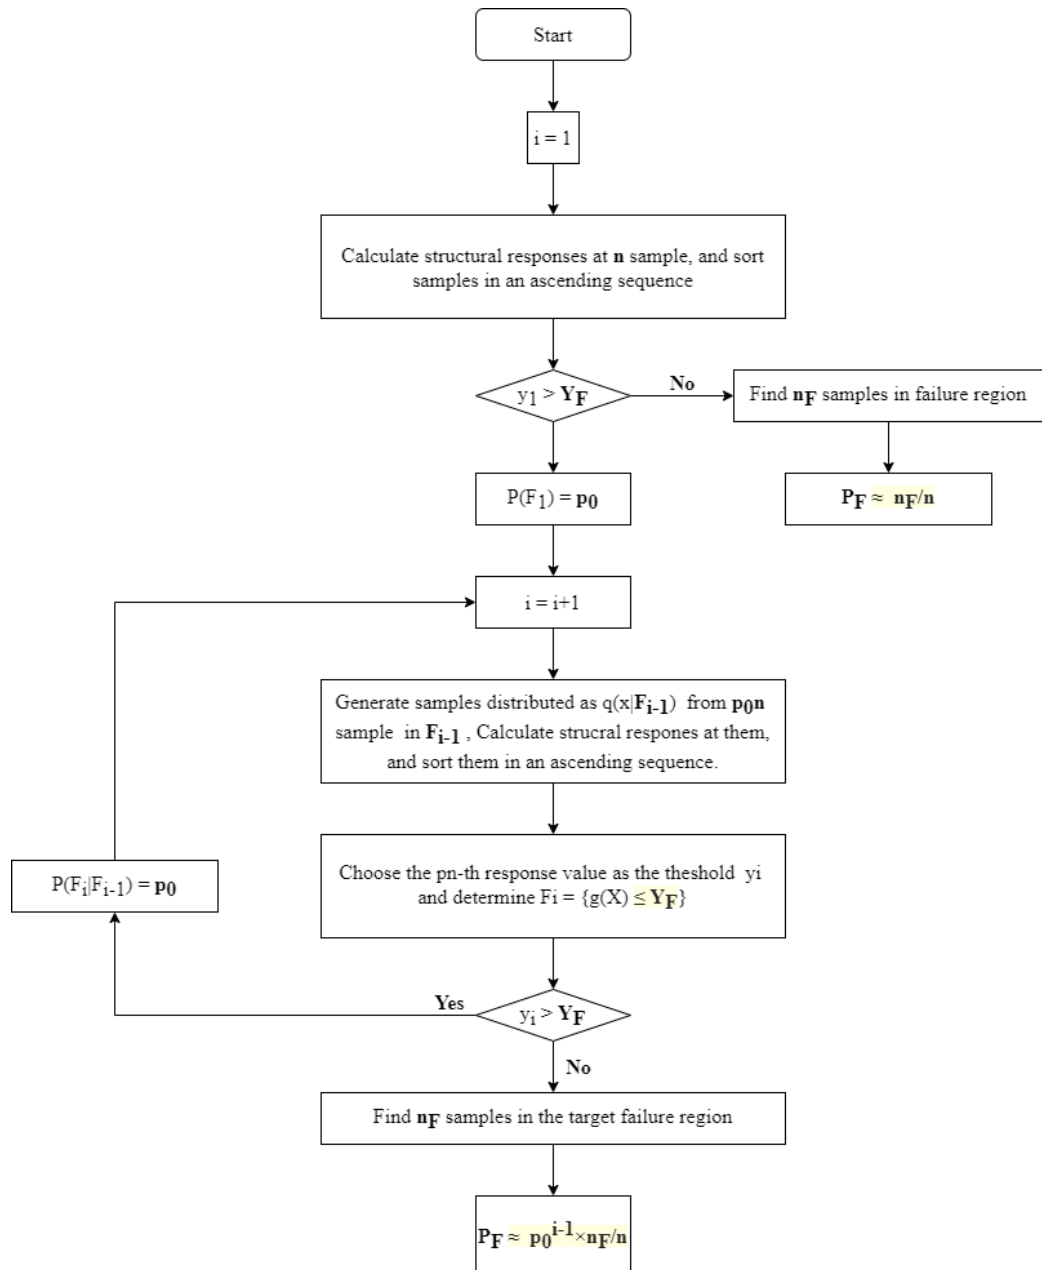 Start
i = 1
Calculate structural responses at n sample, and sort
samples in an ascending sequence
y1 > YF
No
Find nF samples in failure region
P(F1) = p0
PF ≈ nF/n
i = i+1
Generate samples distributed as q(x|Fi-1) from p0n
sample in Fi-1 , Calculate strucral respones at them,
and sort them in an ascending sequence.
Choose the pn-th response value as the theshold yi
and determine Fi = {g(X) ≤ YF}
P(Fi|Fi-1) = p0
Yes
yi > YF
No
Find nF samples in the target failure region
PF ≈ p0^i-1×nF/n